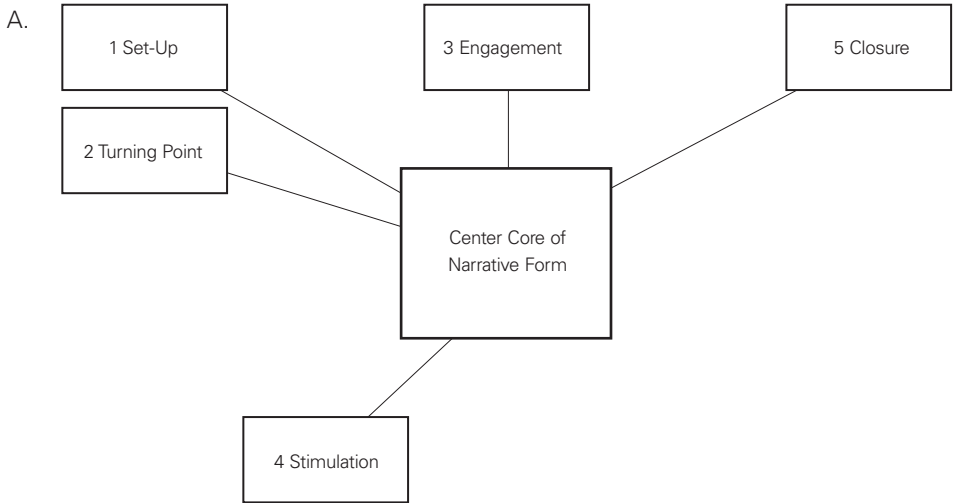 A.
1 Set-Up
3 Engagement
5 Closure
2 Turning Point
Center Core of
Narrative Form
4 Stimulation